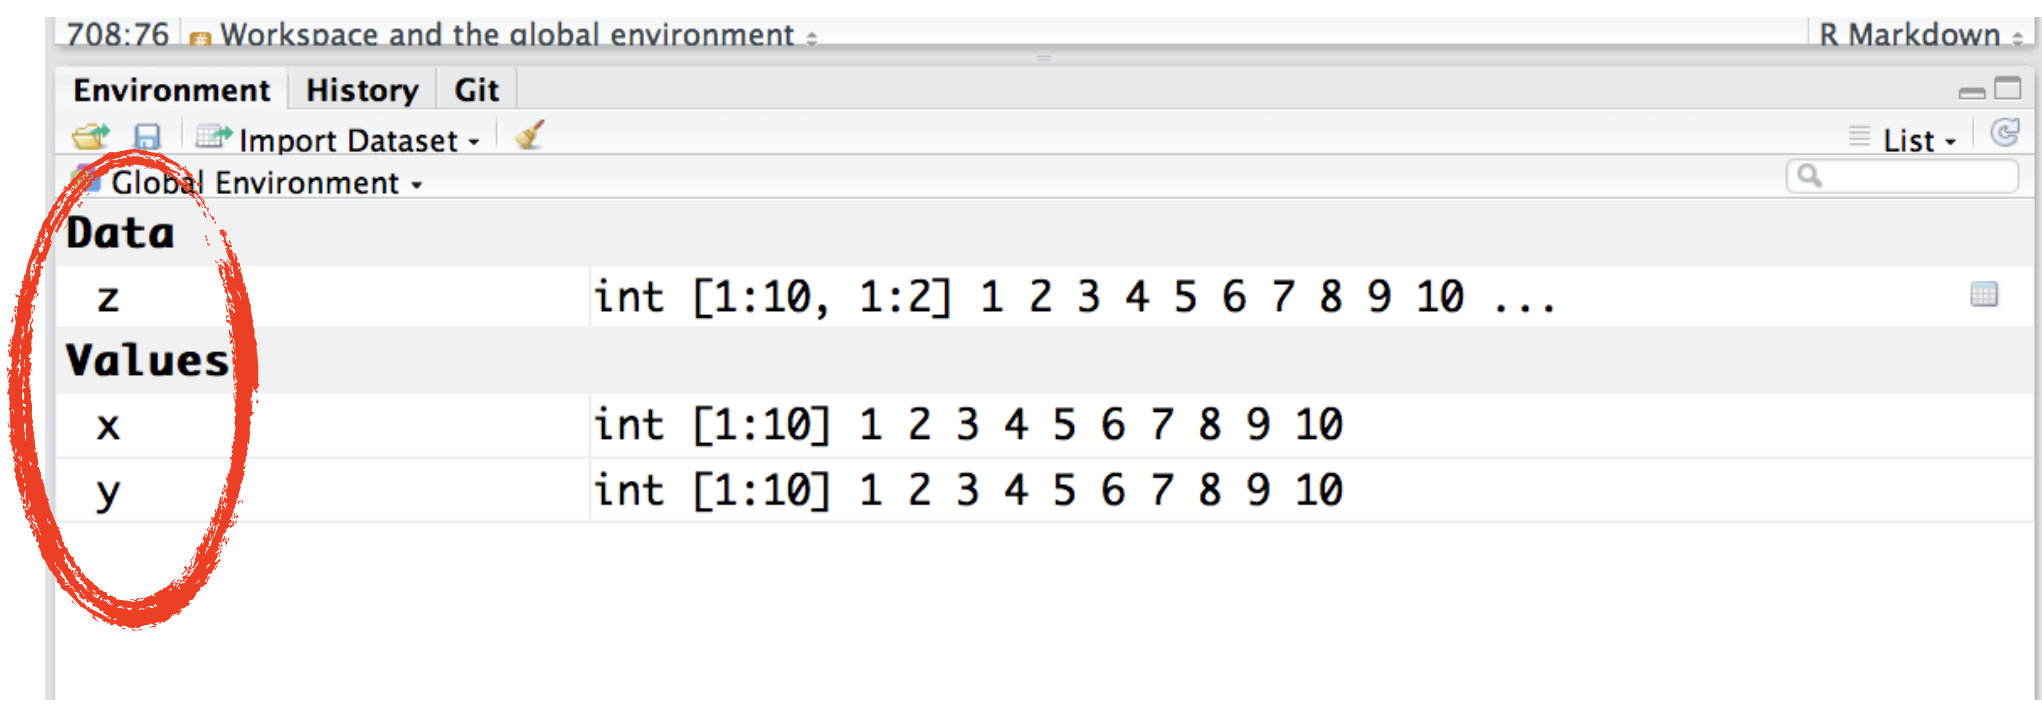 708:76 # Workspace and the global environment R Markdown
Environment History Git
Import Dataset List
Global Environment
Data
z int [1:10, 1:2] 1 2 3 4 5 6 7 8 9 10 ...
Values
x int [1:10] 1 2 3 4 5 6 7 8 9 10
y int [1:10] 1 2 3 4 5 6 7 8 9 10